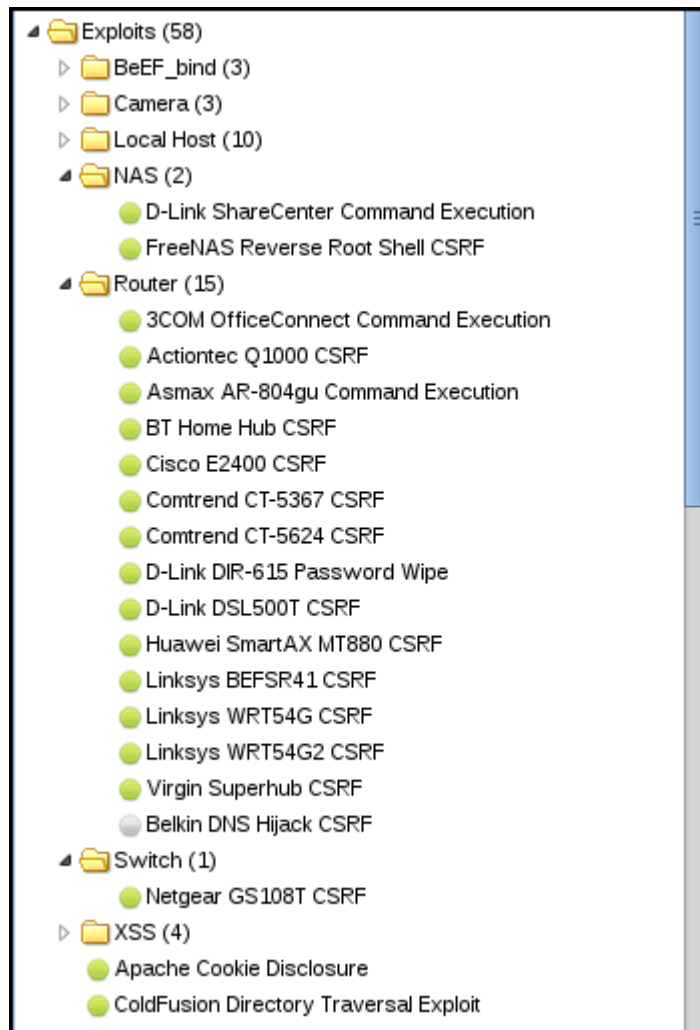 Exploits (58)
BeEF_bind (3)
Camera (3)
Local Host (10)
NAS (2)
D-Link ShareCenter Command Execution
FreeNAS Reverse Root Shell CSRF
Router (15)
3COM OfficeConnect Command Execution
Actiontec Q1000 CSRF
Asmax AR-804gu Command Execution
BT Home Hub CSRF
Cisco E2400 CSRF
Comtrend CT-5367 CSRF
Comtrend CT-5624 CSRF
D-Link DIR-615 Password Wipe
D-Link DSL500T CSRF
Huawei SmartAX MT880 CSRF
Linksys BEFSR41 CSRF
Linksys WRT54G CSRF
Linksys WRT54G2 CSRF
Virgin Superhub CSRF
Belkin DNS Hijack CSRF
Switch (1)
Netgear GS108T CSRF
XSS (4)
Apache Cookie Disclosure
ColdFusion Directory Traversal Exploit